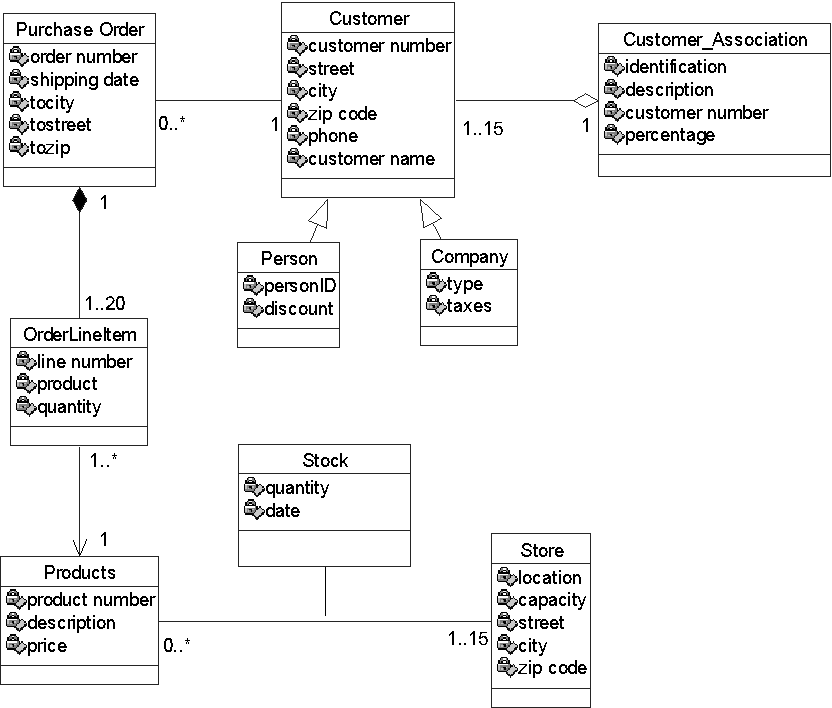 Purchase Order
order number
shipping date
tocity
tostreet
tozip
0..*
1
Customer
customer number
street
city
zip code
phone
customer name
1
1..15
Customer_Association
identification
description
customer number
percentage
1
Person
personID
discount
Company
type
taxes
1..20
OrderLineItem
line number
product
quantity
1..*
1
Stock
quantity
date
Products
product number
description
price
0..*
1..15
Store
location
capacity
street
city
zip code